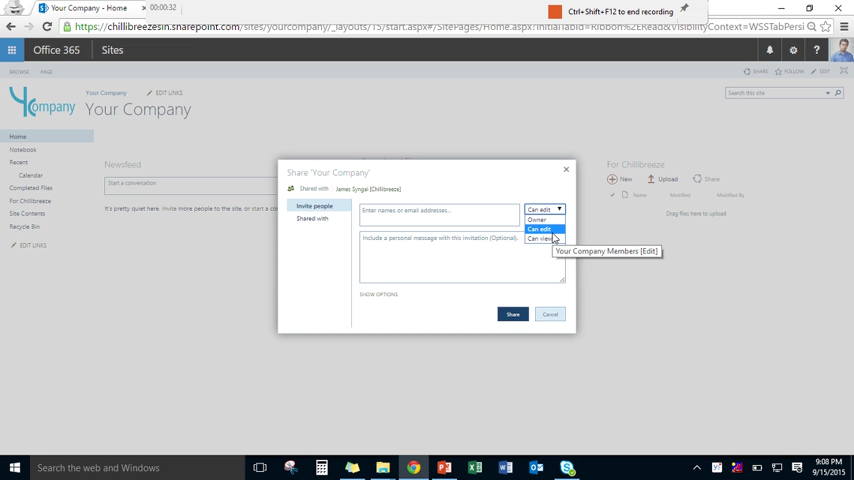 Your Company - Home
00:00:32
Ctrl+Shift+F12 to end recording
https://chillibreezesin.sharepoint.com/sites/yourcompany/_layouts/15/start.aspx#/SitePages/Home.aspx?InitialTabId=Ribbon%2ERead&VisibilityContext=WSSTabPersi
Office 365
Sites
?
BROWSE
PAGE
SHARE
FOLLOW
EDIT
Company
Your Company
EDIT LINKS
Your Company
Search this site
Home
Notebook
Recent
Calendar
Completed Files
For Chillibreeze
Site Contents
Recycle Bin
EDIT LINKS
Newsfeed
Start a conversation
It's pretty quiet here. Invite more people to the site, or start a co
Share 'Your Company'
Shared with
James Syngai [Chillibreeze]
Invite people
Shared with
Enter names or email addresses...
Can edit
Owner
Can edit
Can view
Your Company Members [Edit]
Include a personal message with this invitation (Optional).
SHOW OPTIONS
Share
Cancel
For Chillibreeze
New
Upload
Share
Name
Modified
Modified By
Drag files here to upload
Search the web and Windows
9:08 PM
9/15/2015